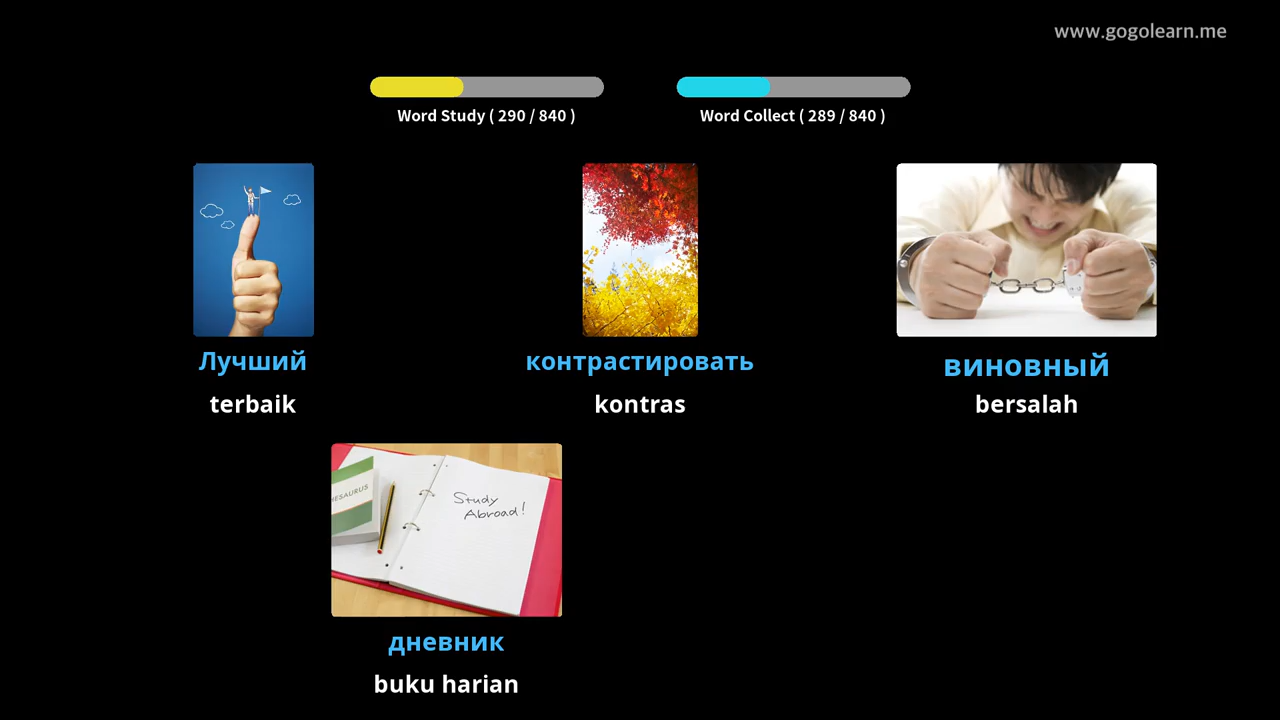 www.gogolearn.me
Word Study ( 290 / 840 )
Word Collect ( 289 / 840 )
Лучший
контрастировать
виновный
terbaik
kontras
bersalah
HESAURUS
Study
Abroad!
дневник
buku harian